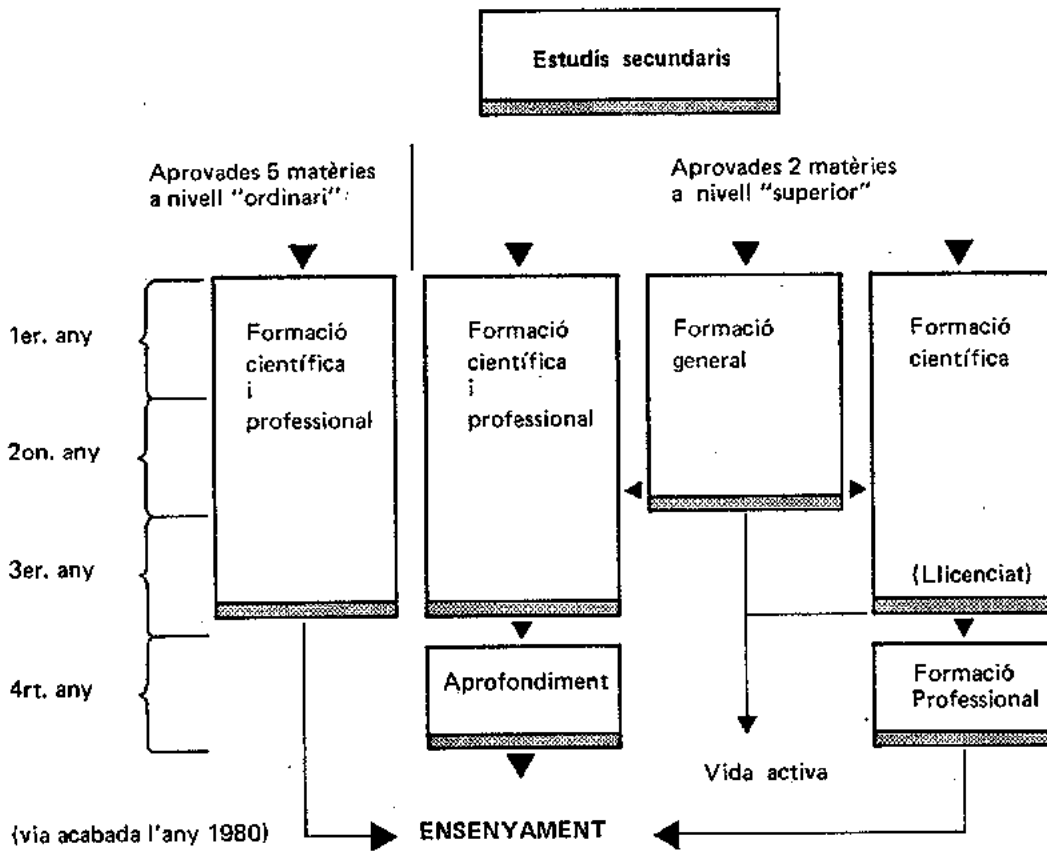 Estudís secundaris
Aprovades 5 matèries
a nivell "ordinari":
Aprovades 2 matèries
a nivell "superior"
1er. any
2on. any
3er. any
4rt. any
Formació
científica
i
professional
Formació
científica
i
professional
Formació
general
Formació
científica
(Llicenciat)
Aprofondiment
Formació
Professional
Vida activa
(via acabada l'any 1980)
ENSENYAMENT